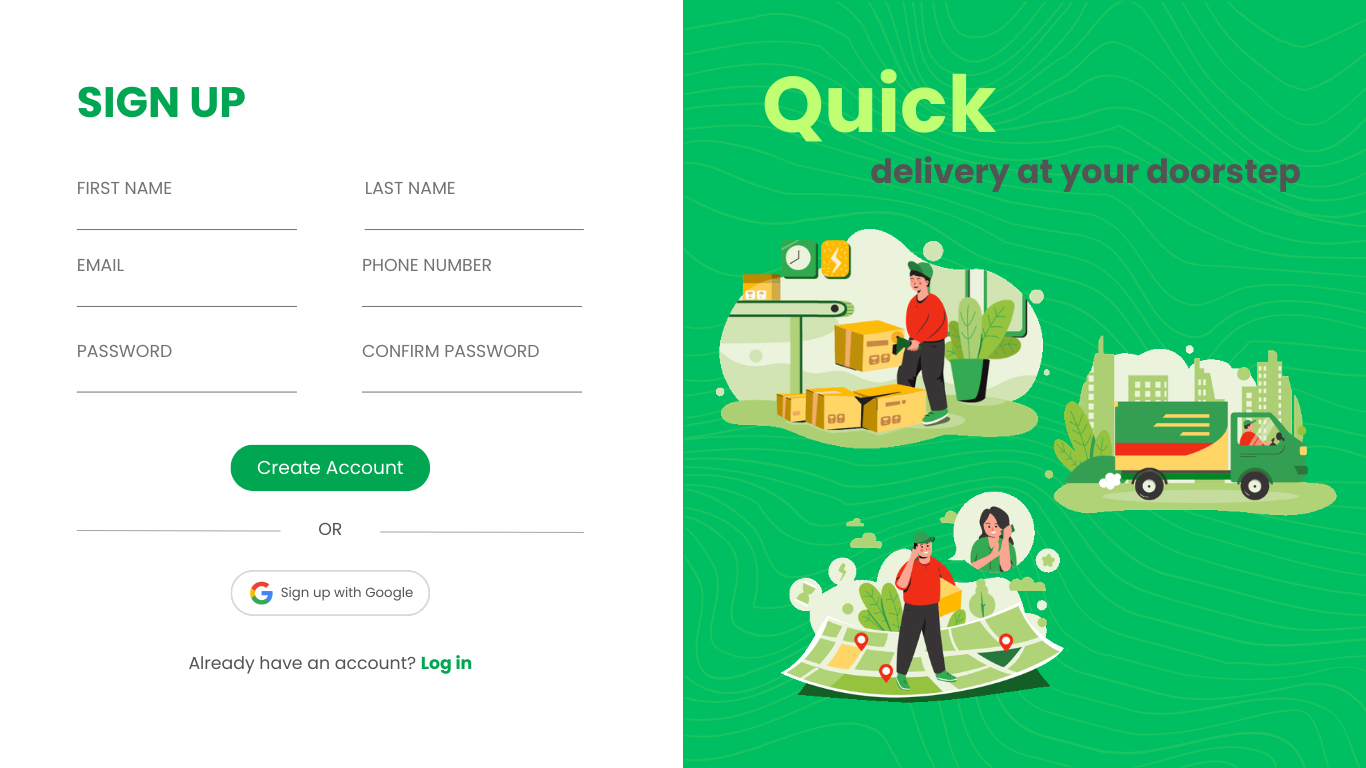 SIGN UP
FIRST NAME
LAST NAME
EMAIL
PHONE NUMBER
PASSWORD
CONFIRM PASSWORD
Create Account
OR
Sign up with Google
Already have an account? Log in
Quick
delivery at your doorstep